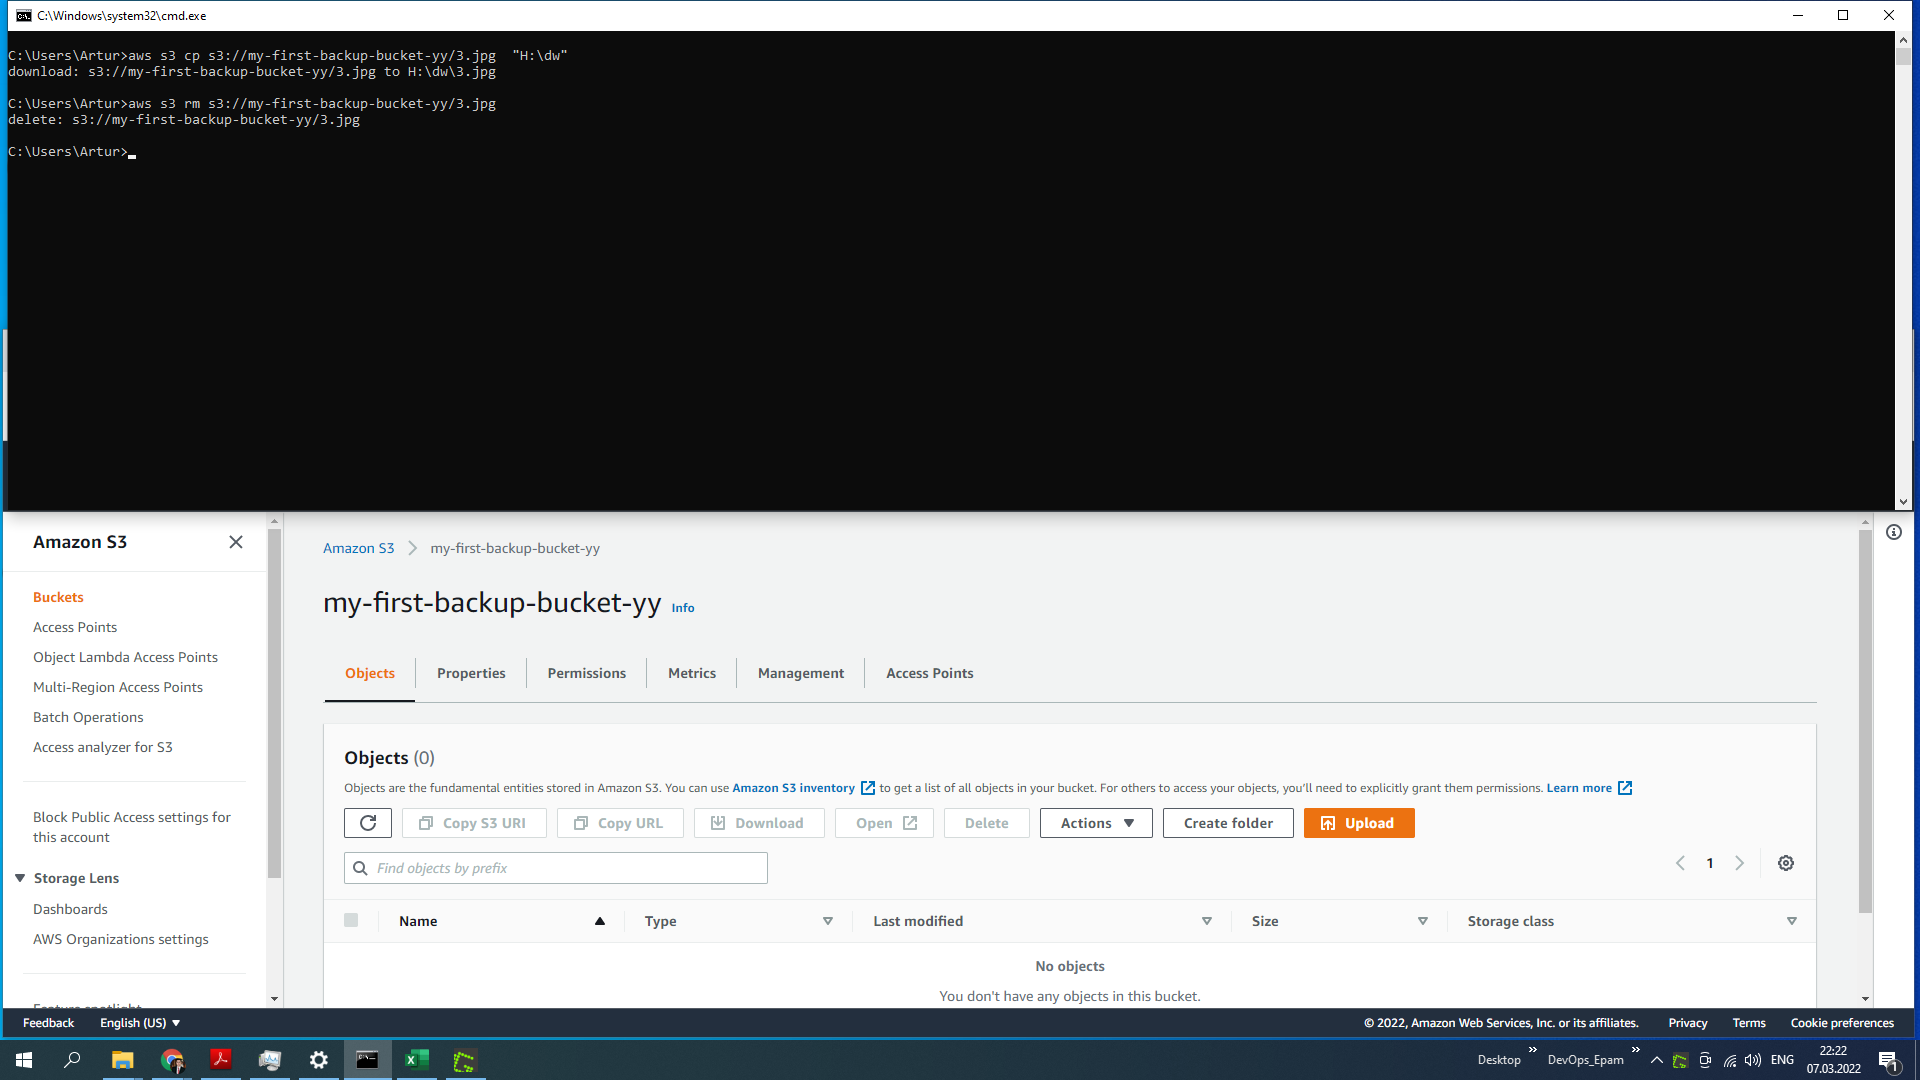 C:\Windows\system32\cmd.exe
C:\Users\Artur>aws s3 cp s3://my-first-backup-bucket-yy/3.jpg  "H:\dw"
download: s3://my-first-backup-bucket-yy/3.jpg to H:\dw\3.jpg
C:\Users\Artur>aws s3 rm s3://my-first-backup-bucket-yy/3.jpg
delete: s3://my-first-backup-bucket-yy/3.jpg
C:\Users\Artur>
Amazon S3
Buckets
Access Points
Object Lambda Access Points
Multi-Region Access Points
Batch Operations
Access analyzer for S3
Block Public Access settings for
this account
Storage Lens
Dashboards
AWS Organizations settings
Feature spotlight
Amazon S3 my-first-backup-bucket-yy
my-first-backup-bucket-yy Info
Objects Properties Permissions Metrics Management Access Points
Objects (0)
Objects are the fundamental entities stored in Amazon S3. You can use Amazon S3 inventory to get a list of all objects in your bucket. For others to access your objects, you'll need to explicitly grant them permissions. Learn more
Copy S3 URI Copy URL Download Open Delete Actions Create folder Upload
Find objects by prefix 1
Name Type Last modified Size Storage class
No objects
You don't have any objects in this bucket.
Feedback English (US) © 2022, Amazon Web Services, Inc. or its affiliates. Privacy Terms Cookie preferences
Desktop DevOps_Epam ENG 22:22
07.03.2022 1